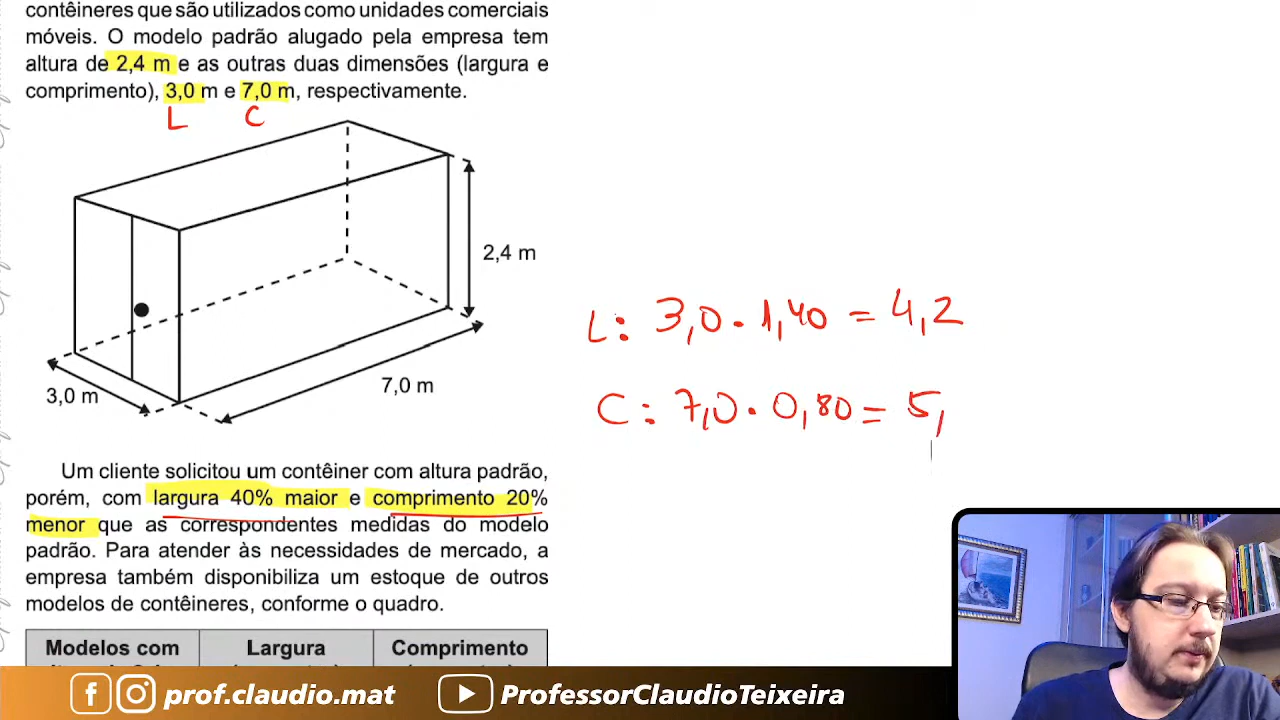 contêineres que são utilizados como unidades comerciais
móveis. O modelo padrão alugado pela empresa tem
altura de 2,4 m e as outras duas dimensões (largura e
comprimento), 3,0 m e 7,0 m, respectivamente.
L C
2,4 m
3,0 m
7,0 m
L: 3,0 . 1,40 = 4,2
C: 7,0 . 0,80 = 5,
Um cliente solicitou um contêiner com altura padrão,
porém, com largura 40% maior e comprimento 20%
menor que as correspondentes medidas do modelo
padrão. Para atender às necessidades de mercado, a
empresa também disponibiliza um estoque de outros
modelos de contêineres, conforme o quadro.
Modelos com Largura Comprimento
prof.claudio.mat ProfessorClaudioTeixeira